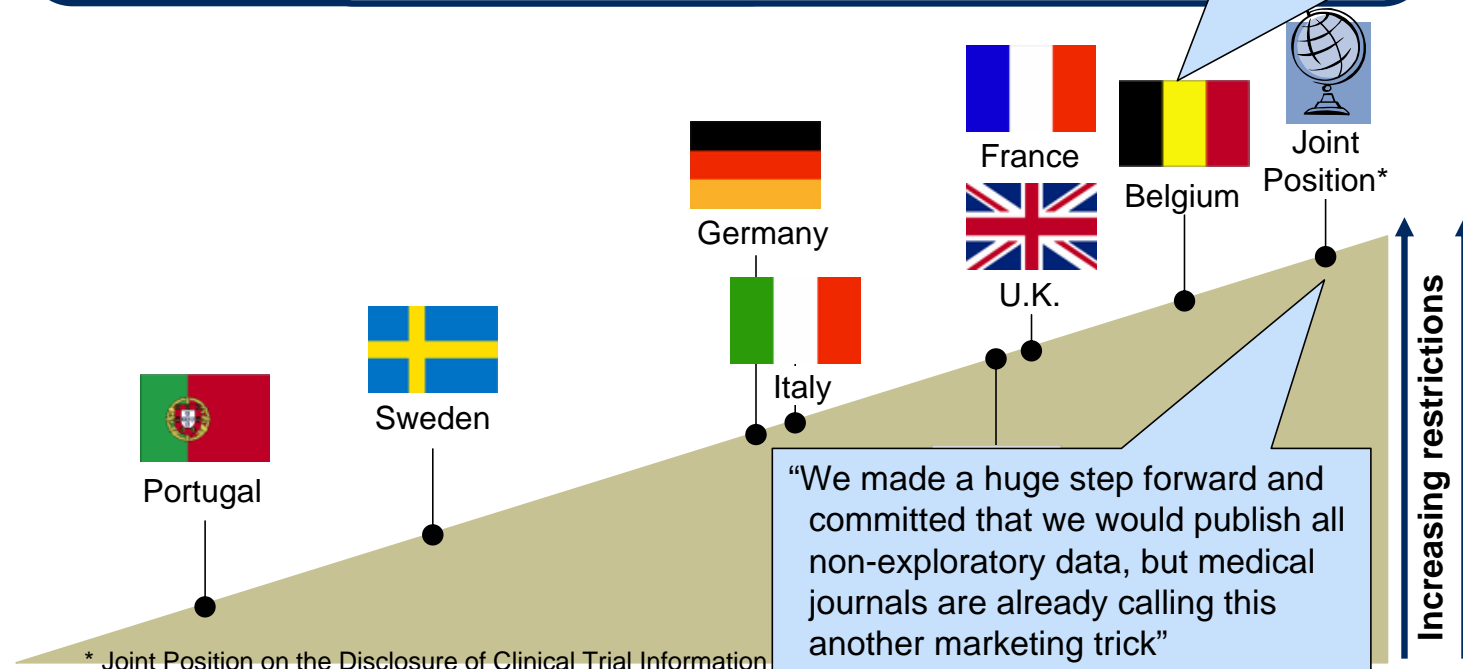 France
Joint
Position*
Belgium
Germany
U.K.
Italy
Sweden
Portugal
Increasing restrictions
“We made a huge step forward and
committed that we would publish all
non-exploratory data, but medical
journals are already calling this
another marketing trick”
* Joint Position on the Disclosure of Clinical Trial Information